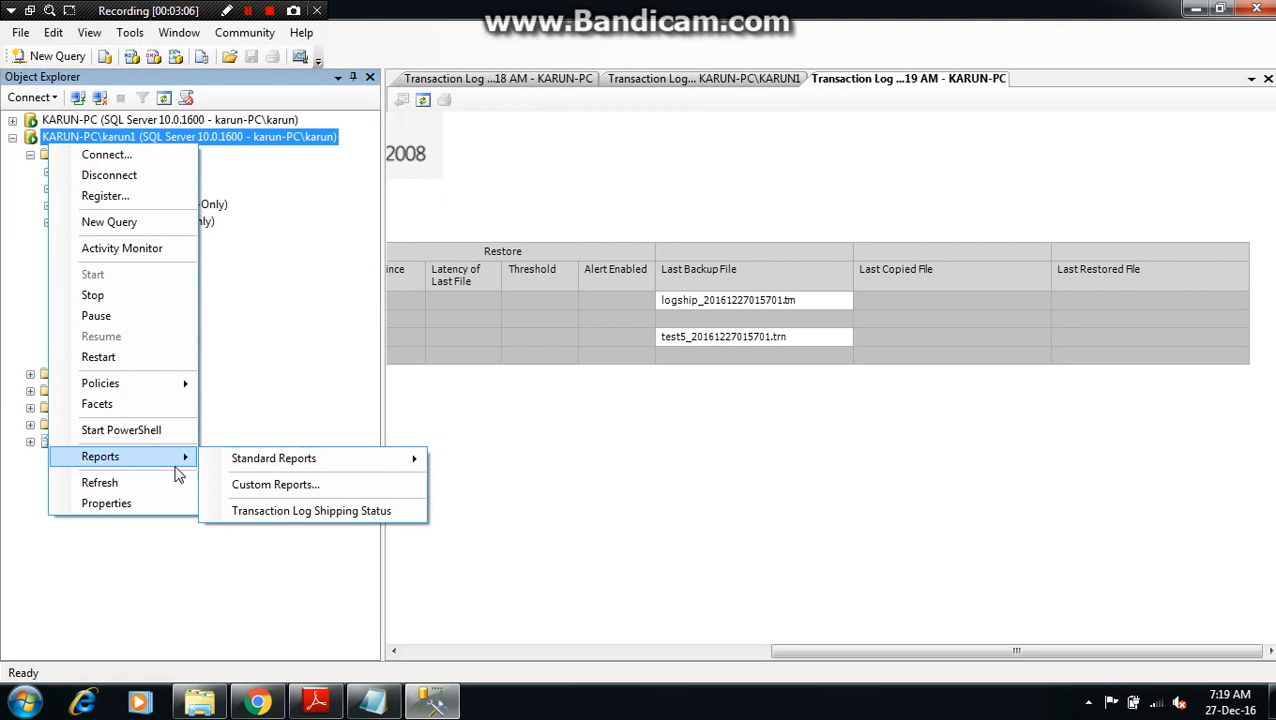 Recording [00:03:06]
www.Bandicam.com
File Edit View Tools Window Community Help
New Query
Object Explorer
Transaction Log ...18 AM - KARUN-PC
Transaction Log... KARUN-PC\KARUN1
Transaction Log ...19 AM - KARUN-PC
Connect
KARUN-PC (SQL Server 10.0.1600 - karun-PC\karun)
KARUN-PC\karun1 (SQL Server 10.0.1600 - karun-PC\karun)
Connect...
Disconnect
Register...
New Query
Activity Monitor
Start
Stop
Pause
Resume
Restart
Policies
Facets
Start PowerShell
Reports
Refresh
Properties
-Only)
nly)
Standard Reports
Custom Reports...
Transaction Log Shipping Status
2008
Restore
ince
Latency of
Last File
Threshold
Alert Enabled
Last Backup File
Last Copied File
Last Restored File
logship_20161227015701.trn
test5_20161227015701.trn
Ready
7:19 AM
27-Dec-16